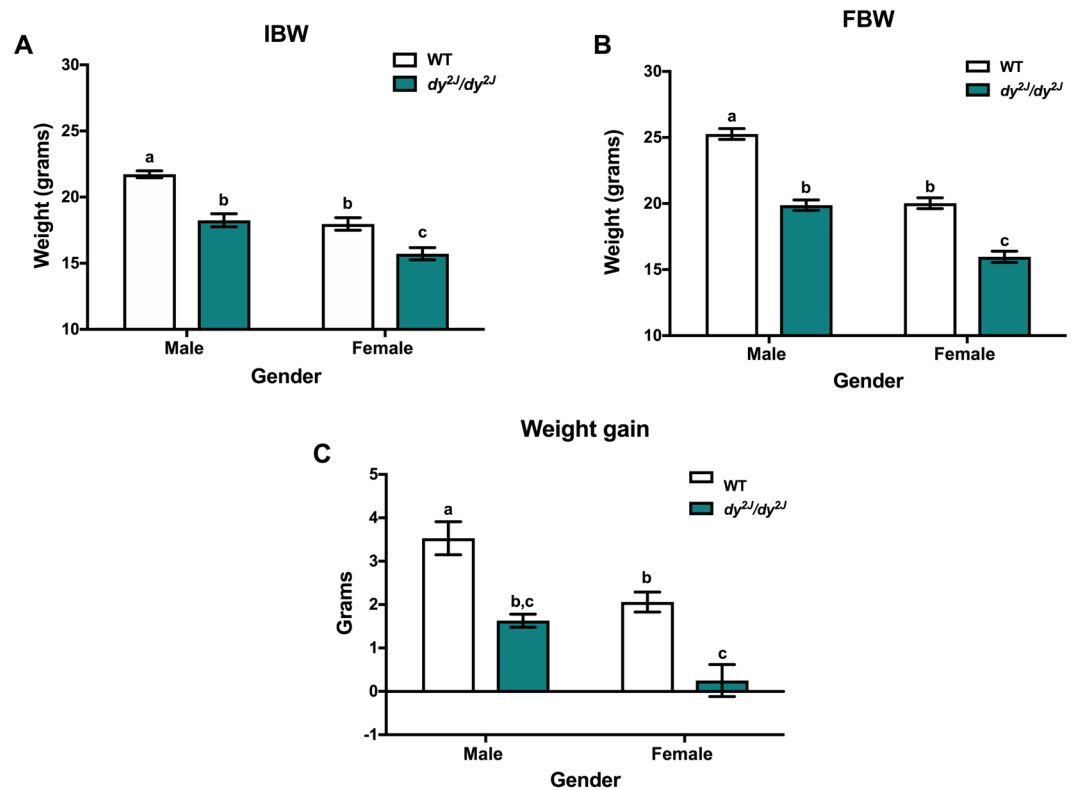 A
IBW
WT
dy²ᴶ/dy²ᴶ
30
25
20
15
10
Weight (grams)
a
b
b
c
Male
Female
Gender
B
FBW
WT
dy²ᴶ/dy²ᴶ
30
25
20
15
10
Weight (grams)
a
b
b
c
Male
Female
Gender
C
Weight gain
WT
dy²ᴶ/dy²ᴶ
5
4
3
2
1
0
-1
Grams
a
b,c
b
c
Male
Female
Gender